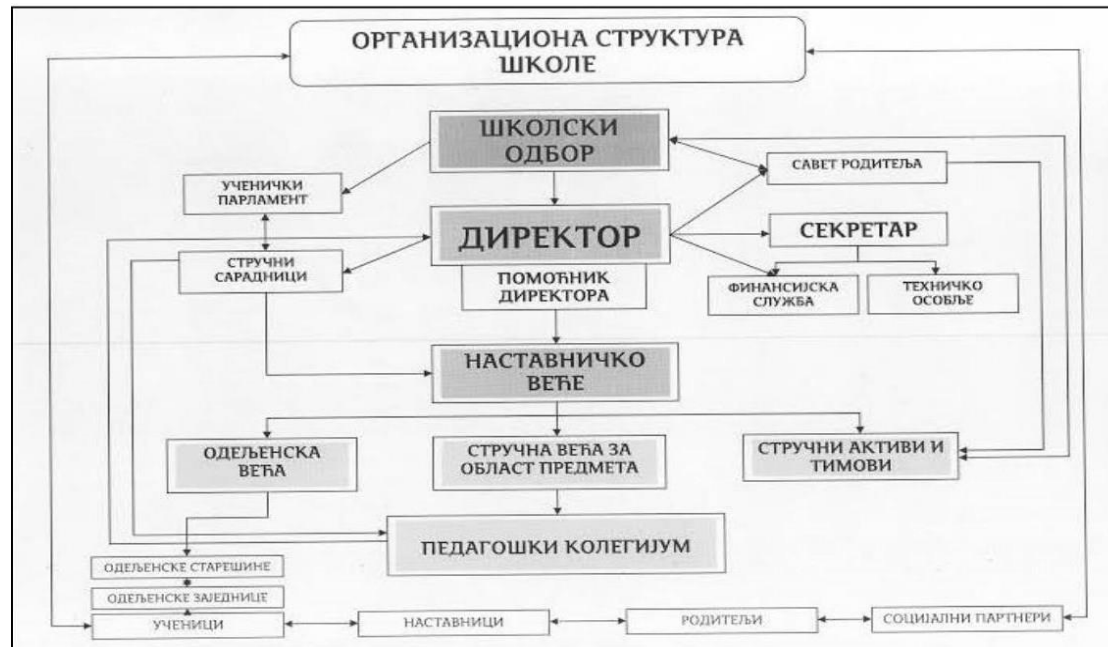 ОРГАНИЗАЦИОНА СТРУКТУРА
ШКОЛЕ
ШКОЛСКИ
ОДБОР
САВЕТ РОДИТЕЉА
УЧЕНИЧКИ
ПАРЛАМЕНТ
ДИРЕКТОР
СЕКРЕТАР
СТРУЧНИ
САРАДНИЦИ
ПОМОЋНИК
ДИРЕКТОРА
ФИНАНСИЈСКА
СЛУЖБА
ТЕХНИЧКО
ОСОБЉЕ
НАСТАВНИЧКО
ВЕЋЕ
ОДЕЉЕНСКА
ВЕЋА
СТРУЧНА ВЕЋА ЗА
ОБЛАСТ ПРЕДМЕТА
СТРУЧНИ АКТИВИ И
ТИМОВИ
ПЕДАГОШКИ КОЛЕГИЈУМ
ОДЕЉЕНСКЕ СТАРЕШИНЕ
ОДЕЉЕНСКЕ ЗАЈЕДНИЦЕ
УЧЕНИЦИ
НАСТАВНИЦИ
РОДИТЕЉИ
СОЦИЈАЛНИ ПАРТНЕРИ